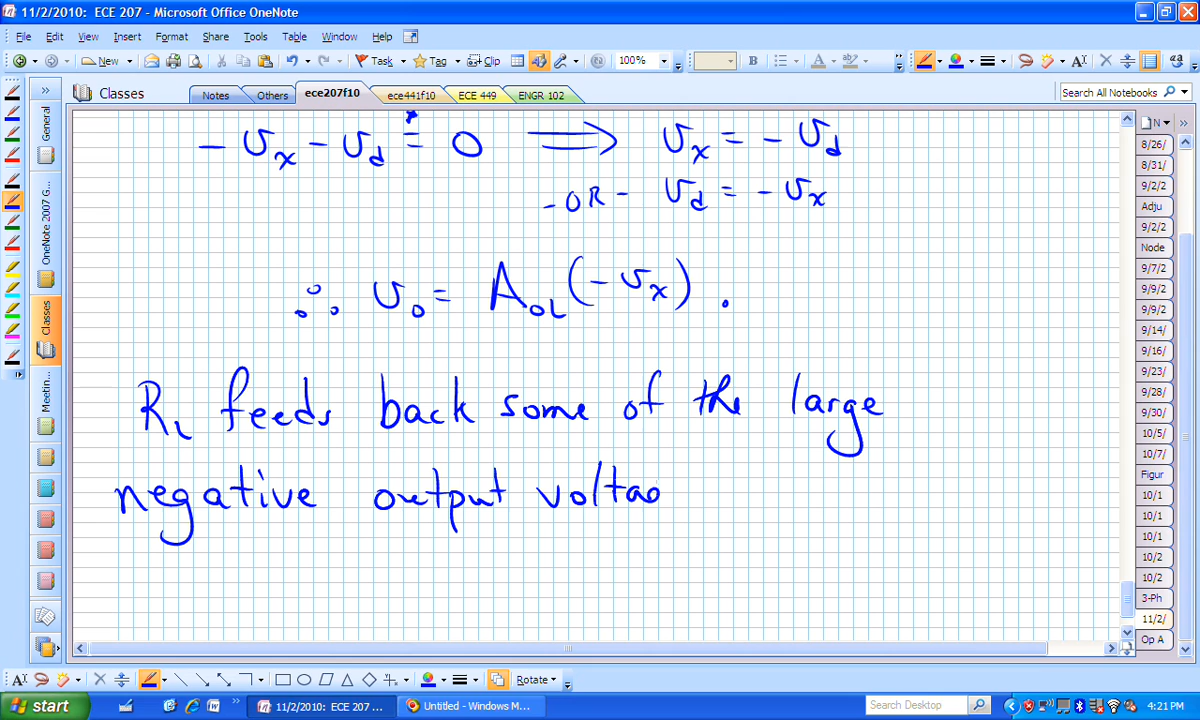 11/2/2010: ECE 207 - Microsoft Office OneNote
File Edit View Insert Format Share Tools Table Window Help
New Task Tag Clip 100% B A ab
Classes Notes Others ece207f10 ece441f10 ECE 449 ENGR 102 Search All Notebooks
General
OneNote 2007 G...
Classes
Meetin...
- υx - υd = 0 ⟹ υx = - υd
- OR - υd = - υx
∴ υo = AOL (- υx) .
R1 feeds back some of the large
negative output voltag
N
8/26/
8/31/
9/2/2
Adju
9/2/2
Node
9/7/2
9/9/2
9/9/2
9/14/
9/16/
9/23/
9/28/
9/30/
10/5/
10/7/
Figur
10/1
10/1
10/1
10/2
10/2
3-Ph
11/2/
Op A
Rotate
start 11/2/2010: ECE 207 ... Untitled - Windows M... Search Desktop 4:21 PM